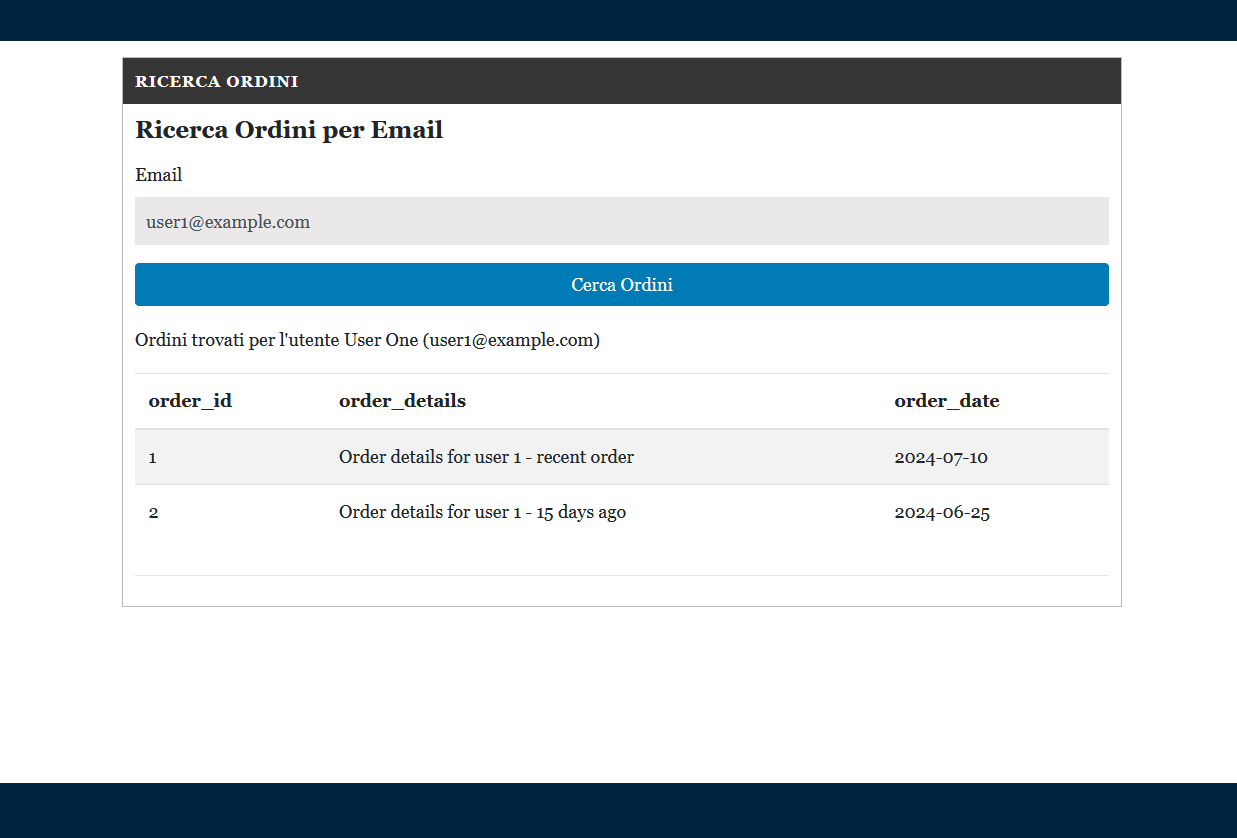 RICERCA ORDINI
Ricerca Ordini per Email
Email
user1@example.com
Cerca Ordini
Ordini trovati per l'utente User One (user1@example.com)
order_id order_details order_date
1 Order details for user 1 - recent order 2024-07-10
2 Order details for user 1 - 15 days ago 2024-06-25